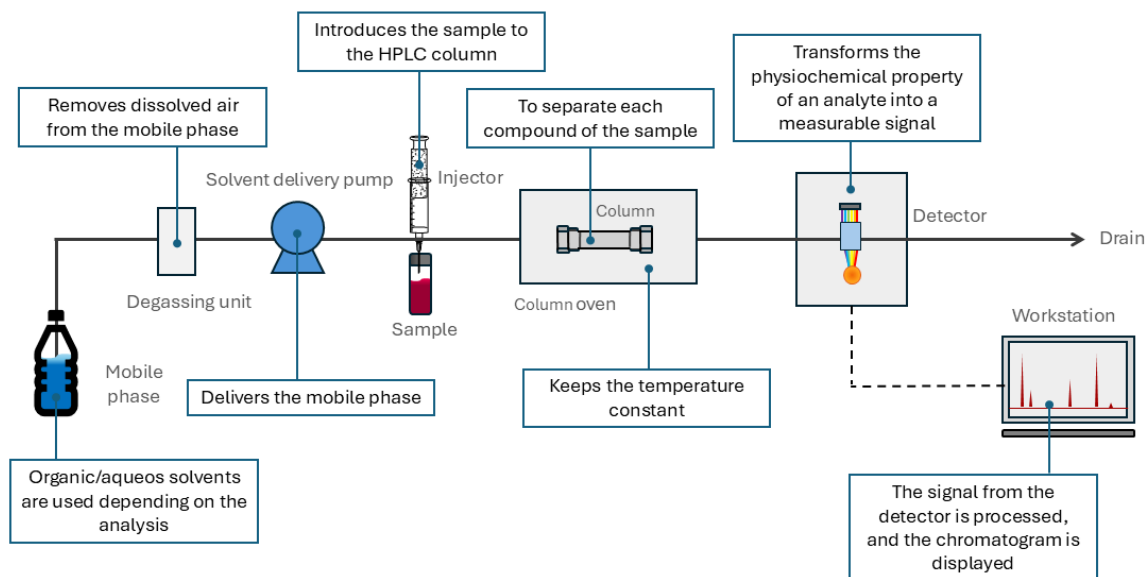 Introduces the sample to
the HPLC column
Transforms the
physiochemical property
of an analyte into a
measurable signal
Removes dissolved air
from the mobile phase
To separate each
compound of the sample
Solvent delivery pump
Injector
Column
Detector
Drain
Degassing unit
Column oven
Sample
Workstation
Mobile
phase
Delivers the mobile phase
Keeps the temperature
constant
Organic/aqueos solvents
are used depending on the
analysis
The signal from the
detector is processed,
and the chromatogram is
displayed